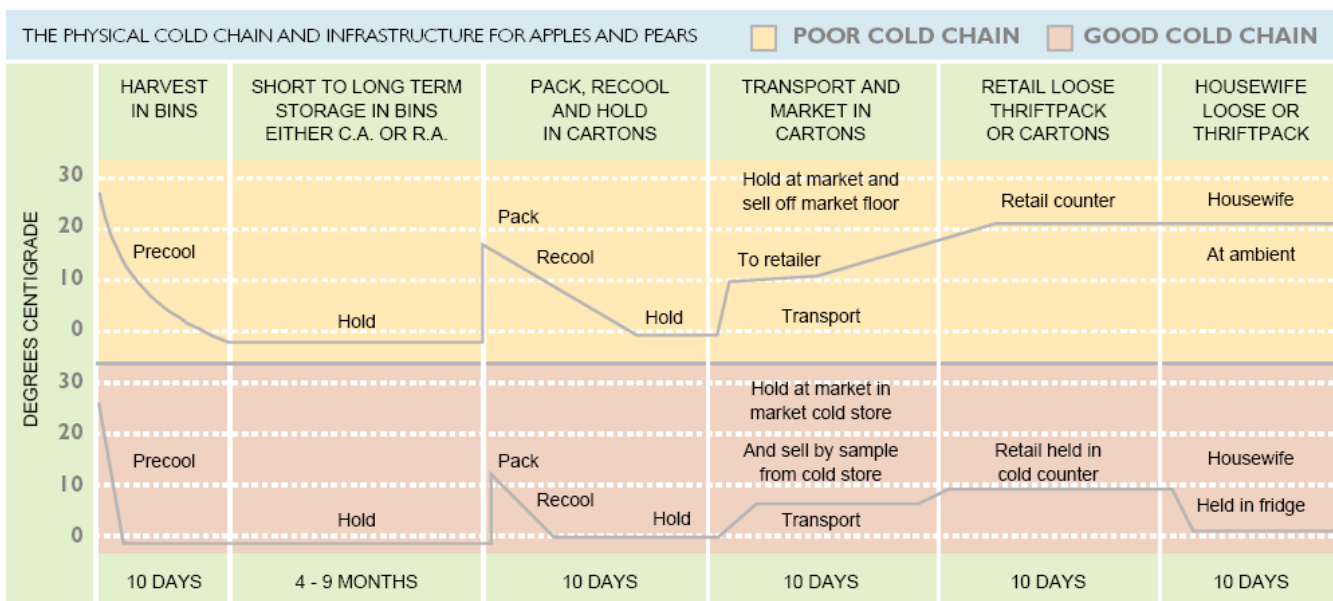 THE PHYSICAL COLD CHAIN AND INFRASTRUCTURE FOR APPLES AND PEARS
POOR COLD CHAIN
GOOD COLD CHAIN
HARVEST
IN BINS
SHORT TO LONG TERM
STORAGE IN BINS
EITHER C.A. OR R.A.
PACK, RECOOL
AND HOLD
IN CARTONS
TRANSPORT AND
MARKET IN
CARTONS
RETAIL LOOSE
THRIFTPACK
OR CARTONS
HOUSEWIFE
LOOSE OR
THRIFTPACK
DEGREES CENTIGRADE
30
20
10
0
Precool
Hold
Pack
Recool
Hold
Hold at market and
sell off market floor
To retailer
Transport
Retail counter
Housewife
At ambient
30
20
10
0
Precool
Hold
Pack
Recool
Hold
Hold at market in
market cold store
And sell by sample
from cold store
Transport
Retail held in
cold counter
Housewife
Held in fridge
10 DAYS
4 - 9 MONTHS
10 DAYS
10 DAYS
10 DAYS
10 DAYS